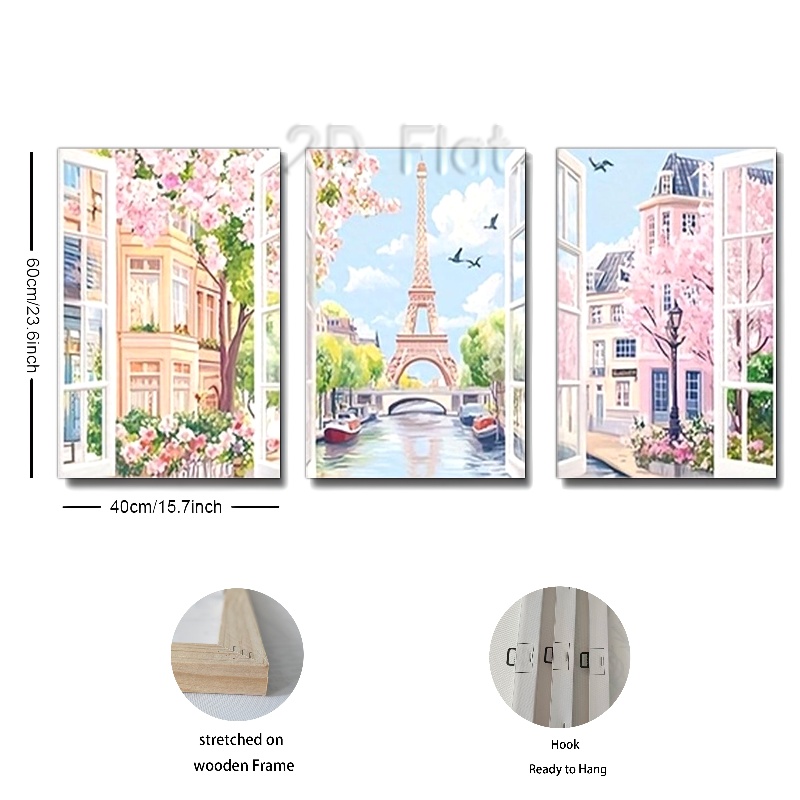 2D Flat
60cm/23.6inch
40cm/15.7inch
stretched on
wooden Frame
Hook
Ready to Hang